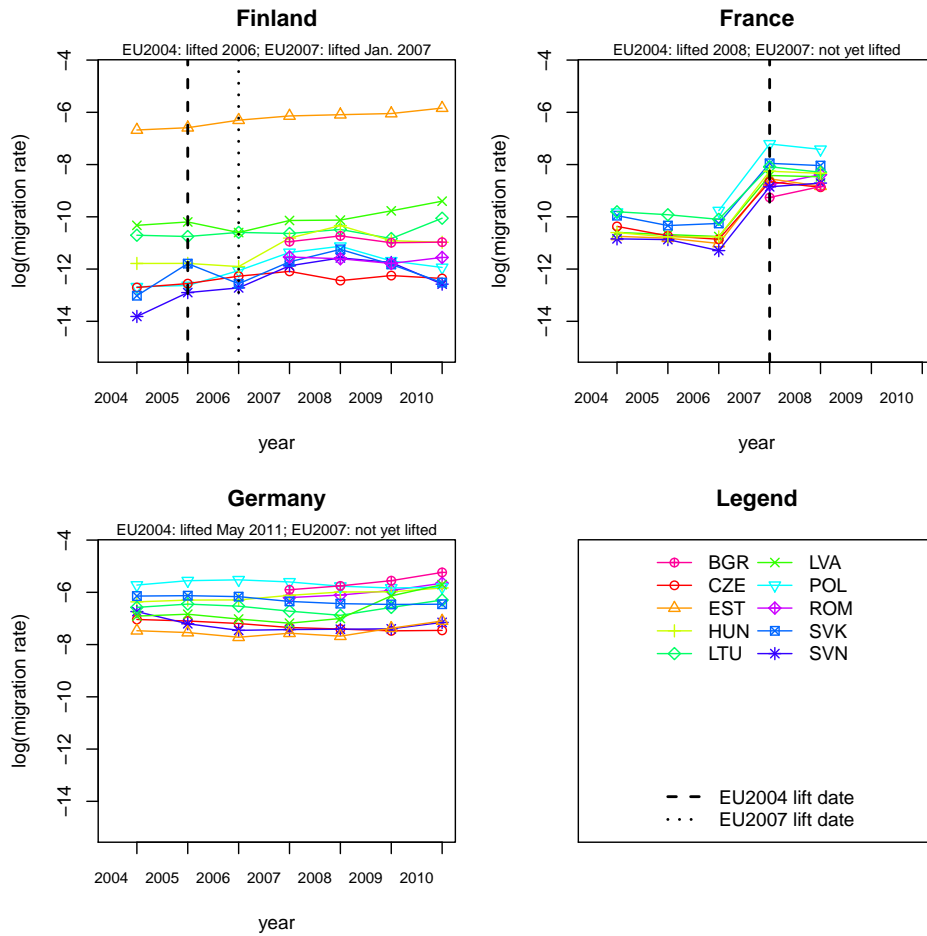 Finland
EU2004: lifted 2006; EU2007: lifted Jan. 2007
log(migration rate)
−4
−6
−8
−10
−12
−14
2004 2005 2006 2007 2008 2009 2010
year
France
EU2004: lifted 2008; EU2007: not yet lifted
log(migration rate)
−4
−6
−8
−10
−12
−14
2004 2005 2006 2007 2008 2009 2010
year
Germany
EU2004: lifted May 2011; EU2007: not yet lifted
log(migration rate)
−4
−6
−8
−10
−12
−14
2004 2005 2006 2007 2008 2009 2010
year
Legend
BGR LVA
CZE POL
EST ROM
HUN SVK
LTU SVN
EU2004 lift date
EU2007 lift date